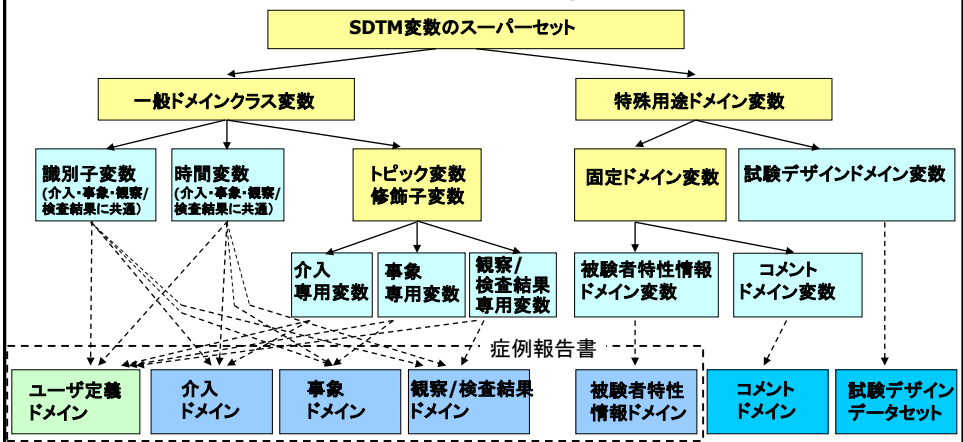 SDTM変数のスーパーセット
一般ドメインクラス変数
特殊用途ドメイン変数
識別子変数
(介入・事象・観察/
検査結果に共通)
時間変数
(介入・事象・観察/
検査結果に共通)
トピック変数
修飾子変数
固定ドメイン変数
試験デザインドメイン変数
介入
専用変数
事象
専用変数
観察/
検査結果
専用変数
被験者特性情報
ドメイン変数
コメント
ドメイン変数
症例報告書
ユーザ定義
ドメイン
介入
ドメイン
事象
ドメイン
観察/検査結果
ドメイン
被験者特性
情報ドメイン
コメント
ドメイン
試験デザイン
データセット